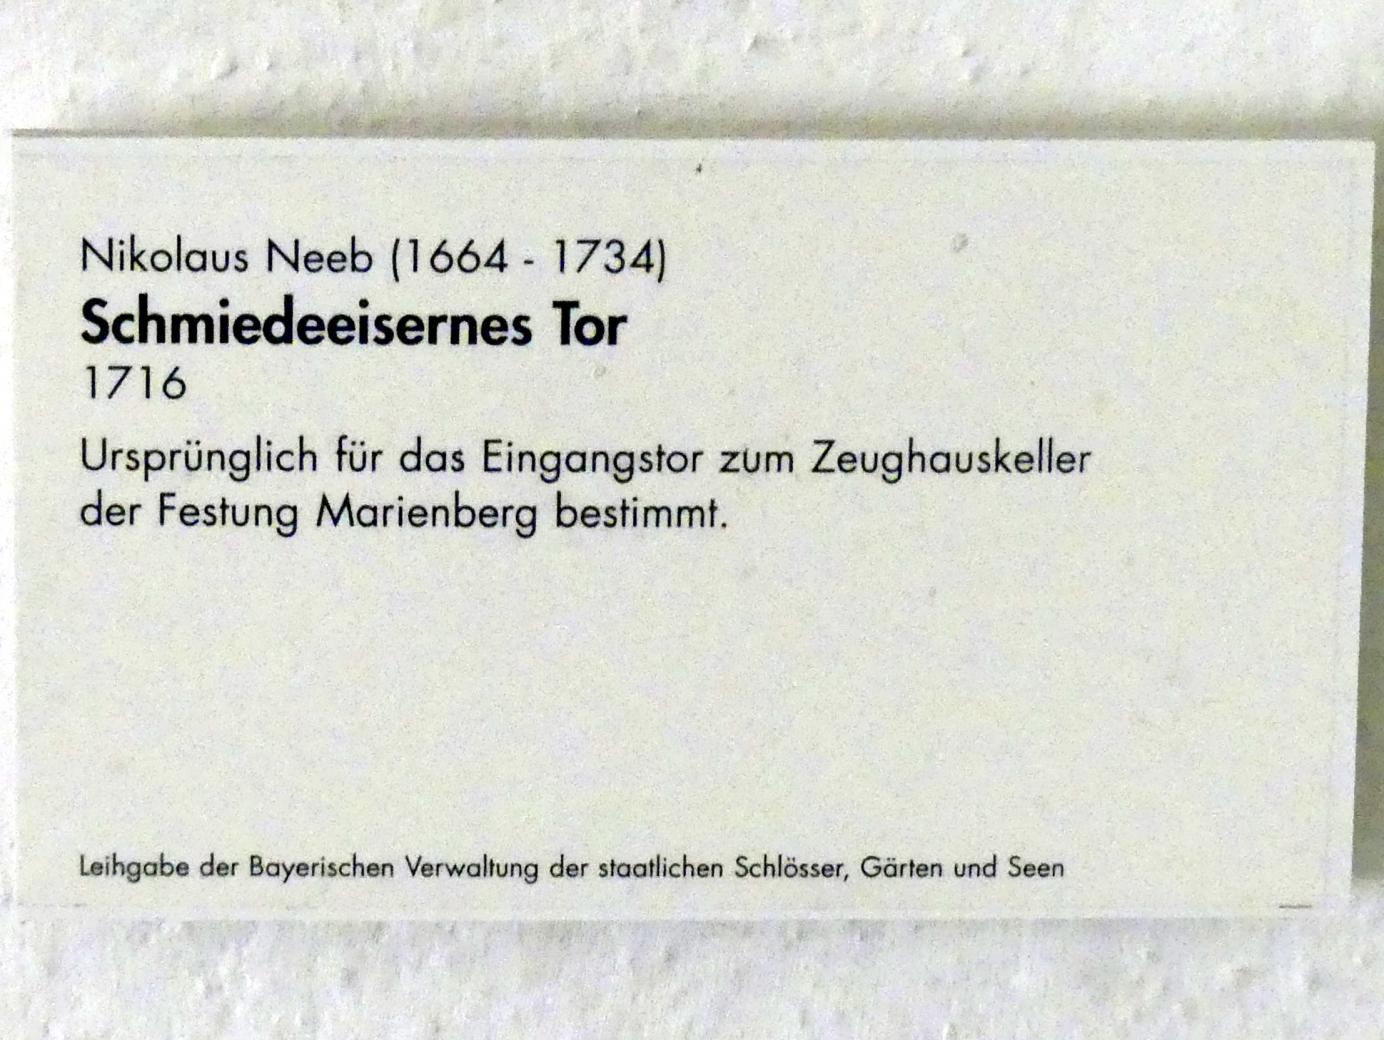 Nikolaus Neeb (1664 - 1734)
Schmiedeeisernes Tor
1716
Ursprünglich für das Eingangstor zum Zeughauskeller
der Festung Marienberg bestimmt.
Leihgabe der Bayerischen Verwaltung der staatlichen Schlösser, Gärten und Seen